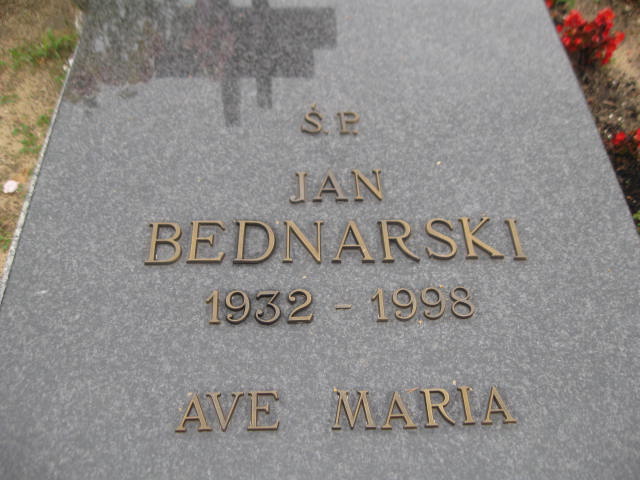 Ś. P.
JAN
BEDNARSKI
1932 - 1998
AVE MARIA